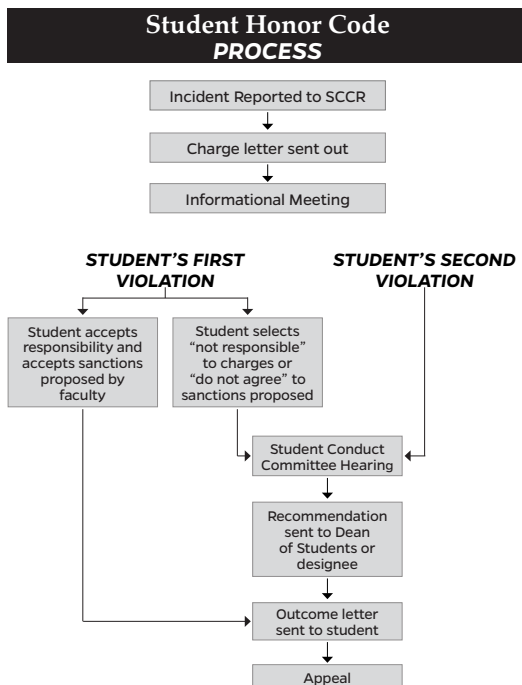 Student Honor Code
PROCESS
Incident Reported to SCCR
Charge letter sent out
Informational Meeting
STUDENT'S FIRST
VIOLATION
STUDENT'S SECOND
VIOLATION
Student accepts
responsibility and
accepts sanctions
proposed by
faculty
Student selects
“not responsible”
to charges or
“do not agree” to
sanctions proposed
Student Conduct
Committee Hearing
Recommendation
sent to Dean
of Students or
designee
Outcome letter
sent to student
Appeal